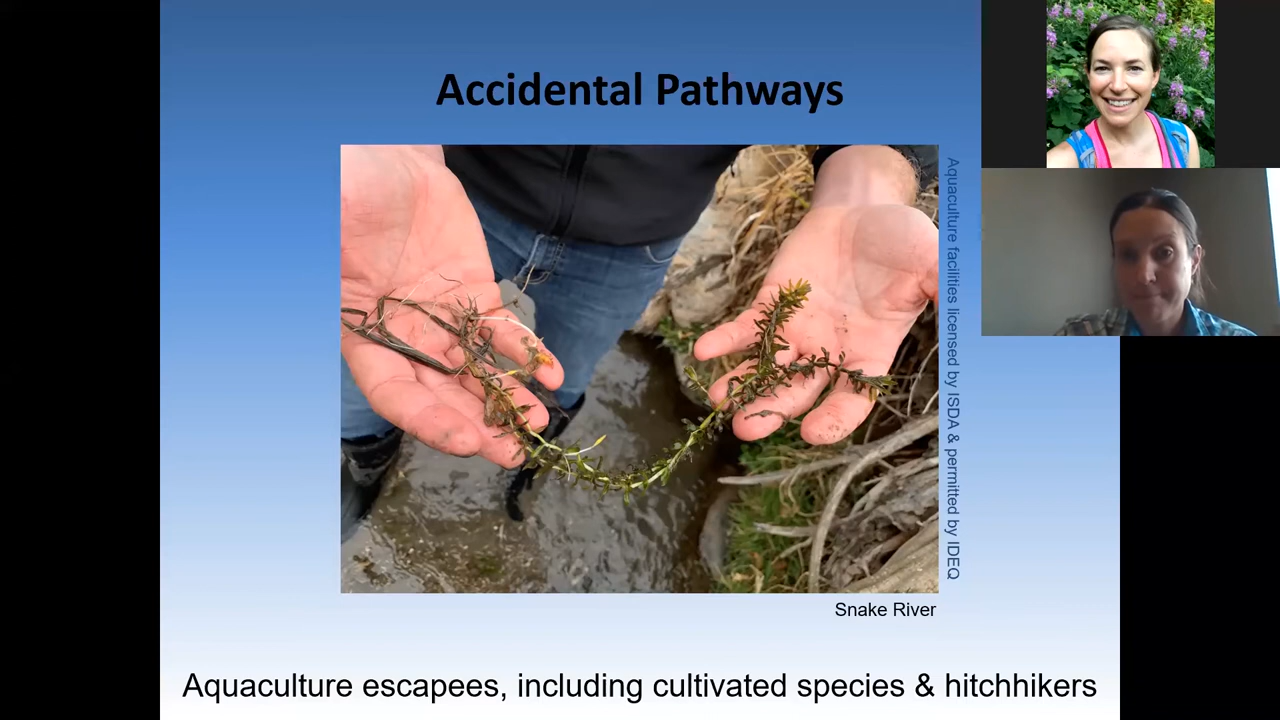 Accidental Pathways
Aquaculture facilities licensed by ISDA & permitted by IDEQ
Snake River
Aquaculture escapees, including cultivated species & hitchhikers